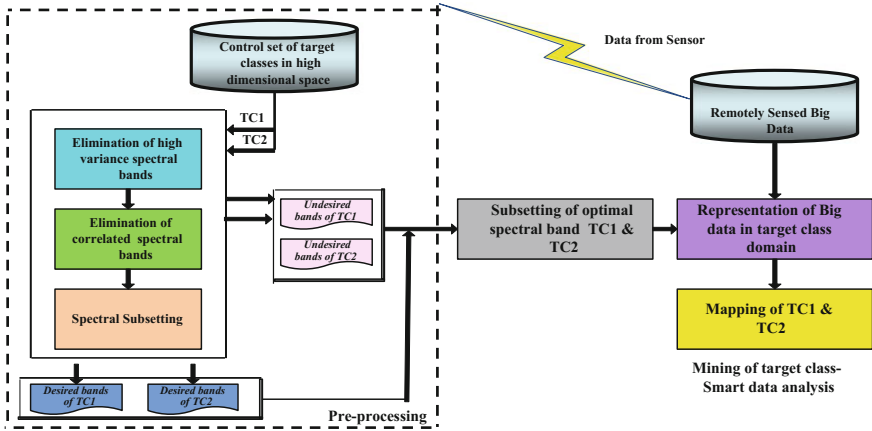 Control set of target
classes in high
dimensional space
Data from Sensor
Remotely Sensed Big
Data
TC1
TC2
Elimination of high
variance spectral
bands
Elimination of
correlated spectral
bands
Spectral Subsetting
Undesired
bands of TC1
Undesired
bands of TC2
Subsetting of optimal
spectral band TC1 &
TC2
Representation of Big
data in target class
domain
Mapping of TC1 &
TC2
Mining of target class-
Smart data analysis
Desired bands
of TC1
Desired bands
of TC2
Pre-processing